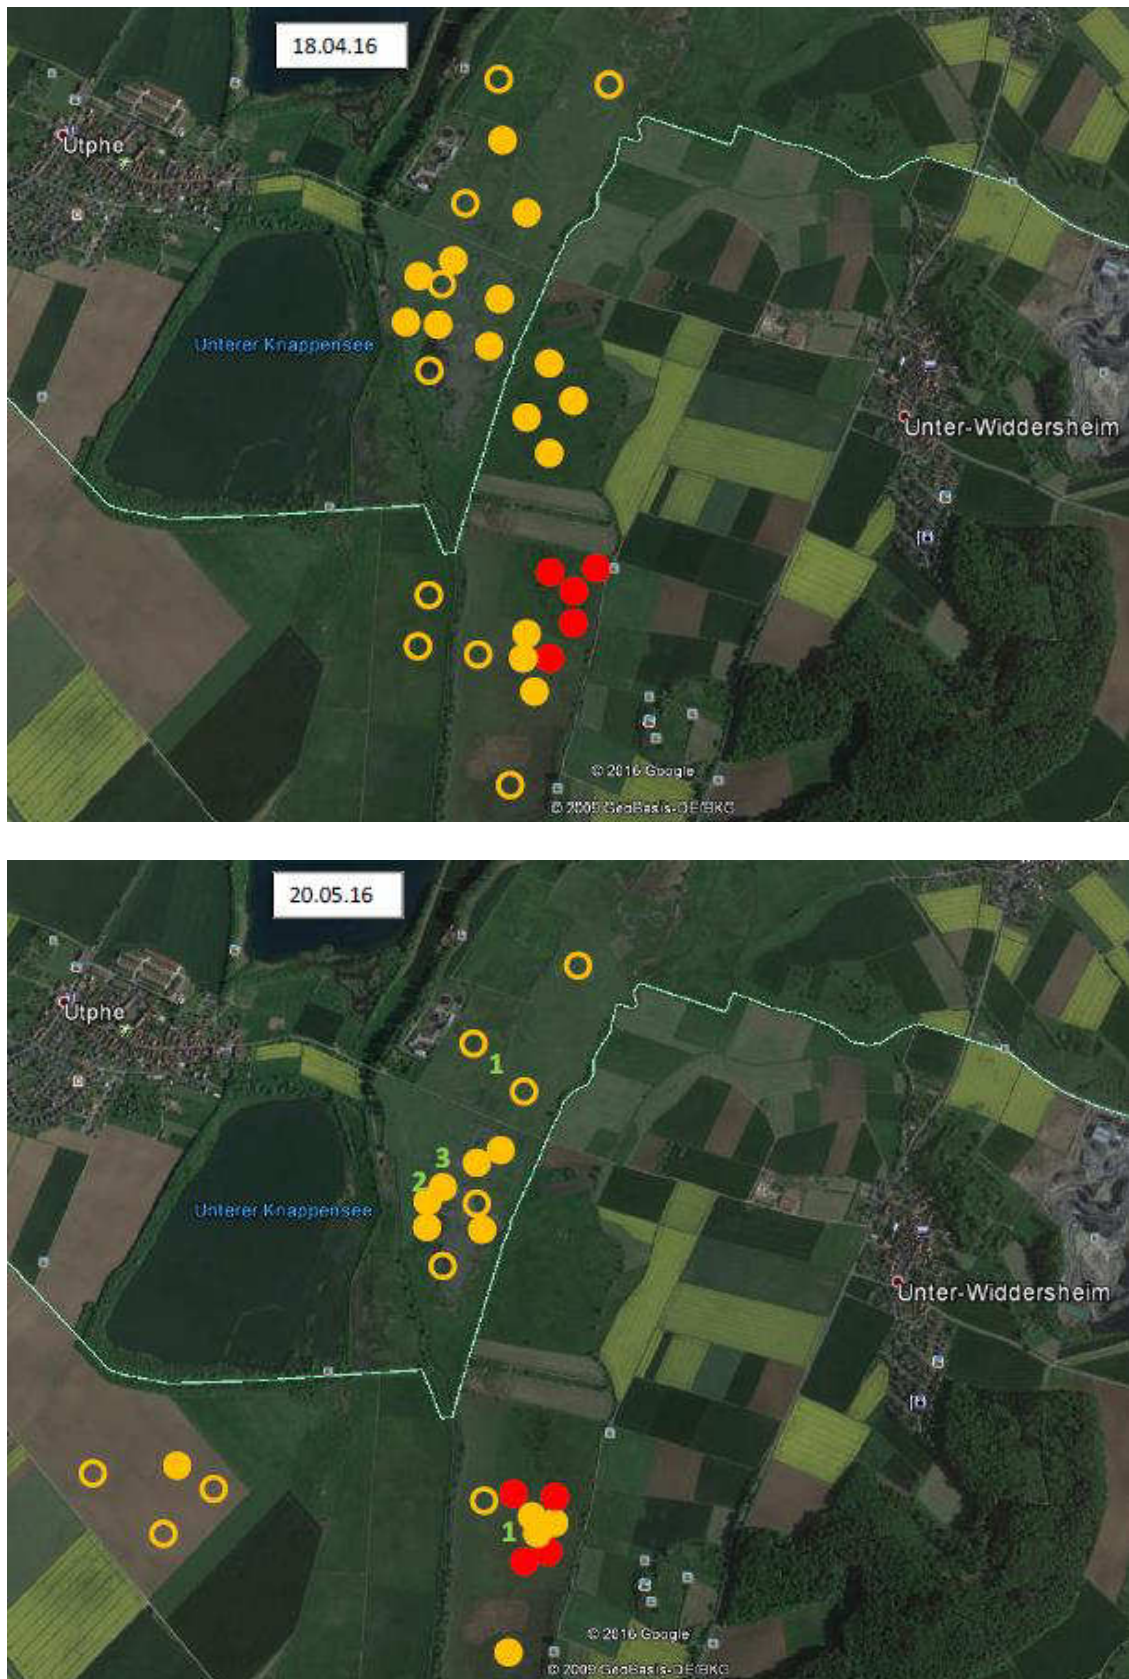 18.04.16
Utphe
Unterer Knappensee
Unter-Widdersheim
© 2016 Google
© 2009 GeoBasis-DE/BKG
20.05.16
Utphe
1
3
2
Unterer Knappensee
Unter-Widdersheim
1
© 2016 Google
© 2009 GeoBasis-DE/BKG